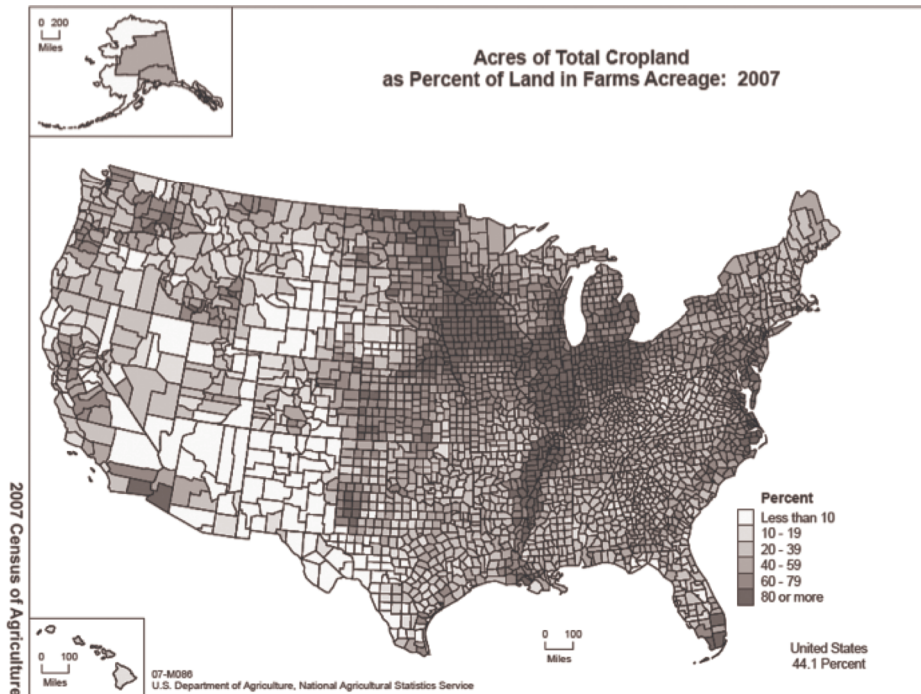 0 200
Miles
Acres of Total Cropland
as Percent of Land in Farms Acreage: 2007
2007 Census of Agriculture
Percent
Less than 10
10 - 19
20 - 39
40 - 59
60 - 79
80 or more
0 100
Miles
0 100
Miles
United States
44.1 Percent
07-M086
U.S. Department of Agriculture, National Agricultural Statistics Service